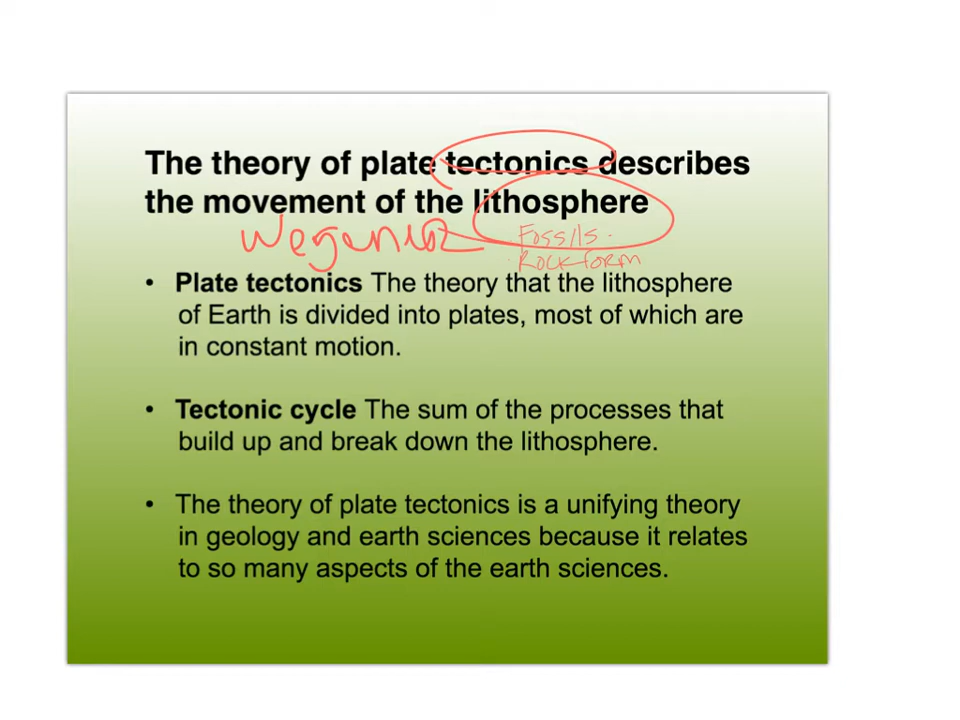 The theory of plate tectonics describes
the movement of the lithosphere
Wegener
Fossils
Rock form
• Plate tectonics The theory that the lithosphere
of Earth is divided into plates, most of which are
in constant motion.
• Tectonic cycle The sum of the processes that
build up and break down the lithosphere.
• The theory of plate tectonics is a unifying theory
in geology and earth sciences because it relates
to so many aspects of the earth sciences.